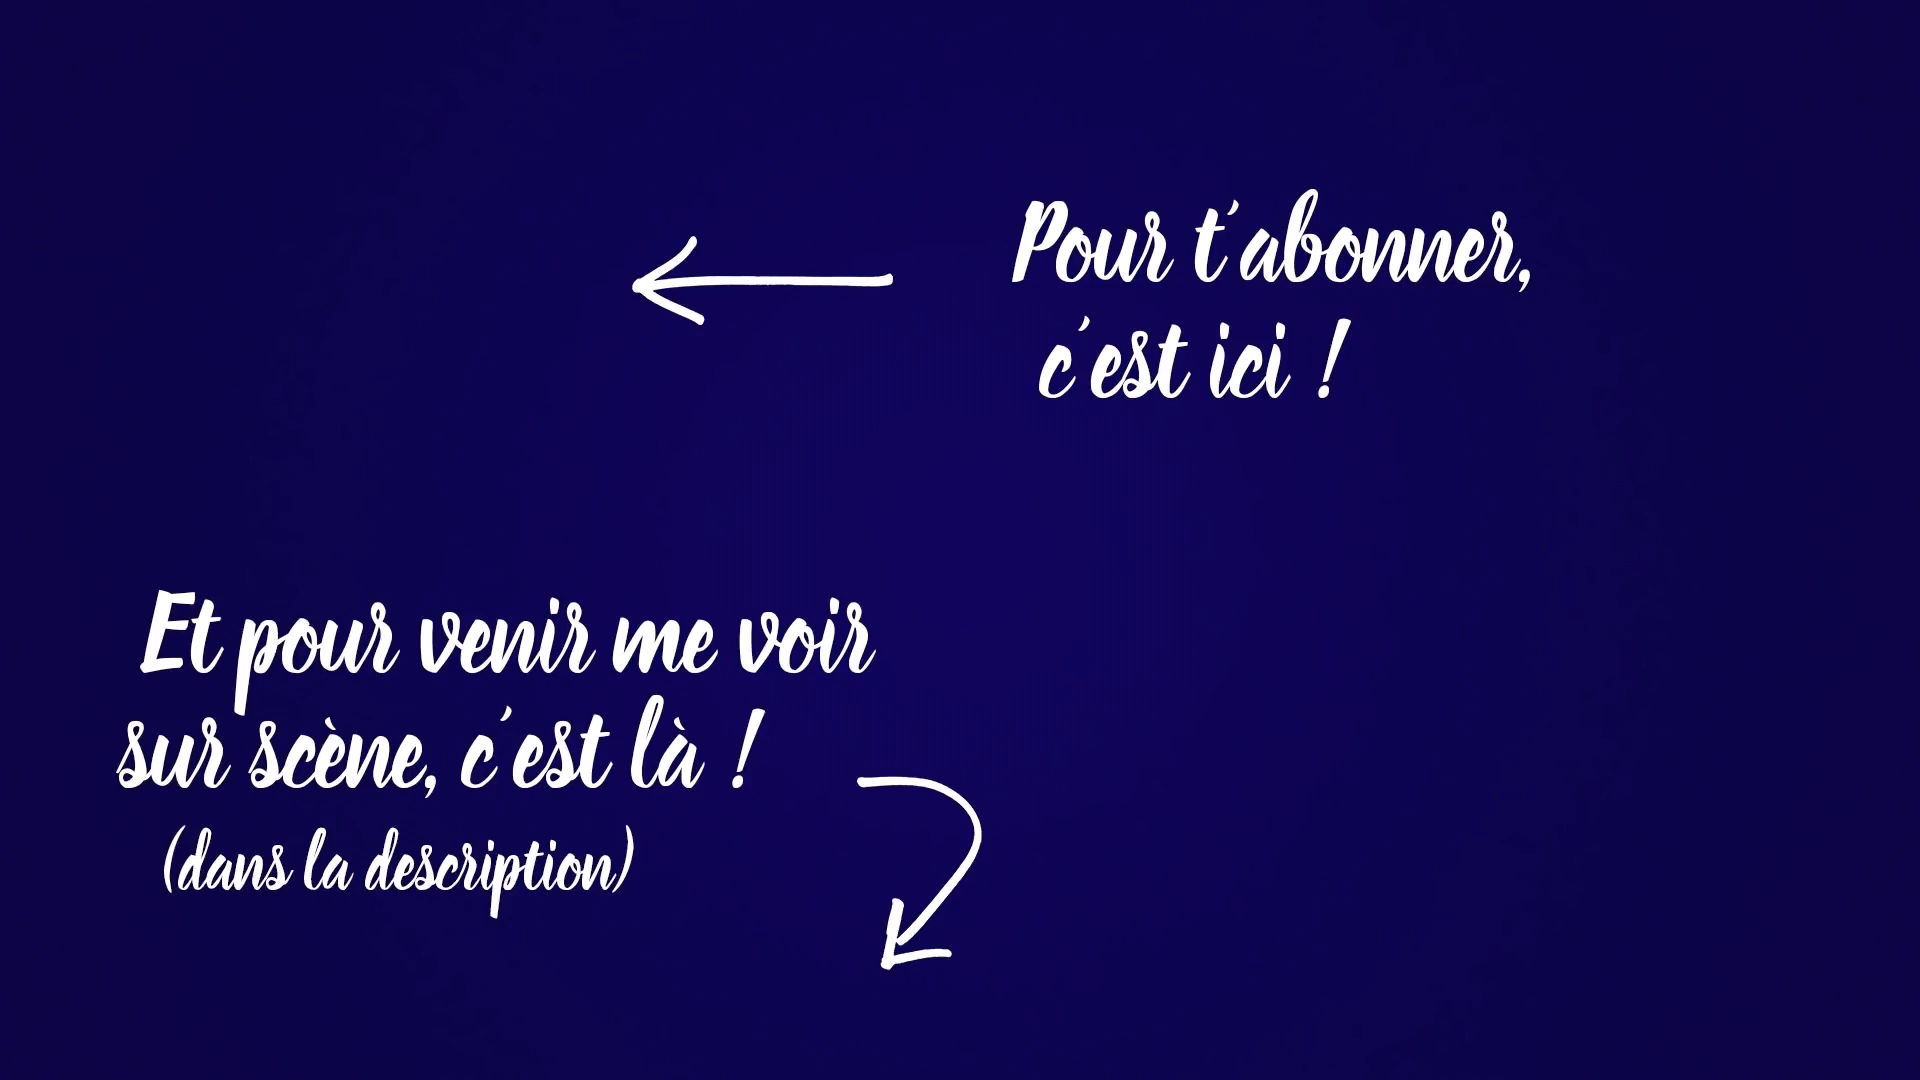 Pour t'abonner,
c'est ici !
Et pour venir me voir
sur scène, c'est là !
(dans la description)